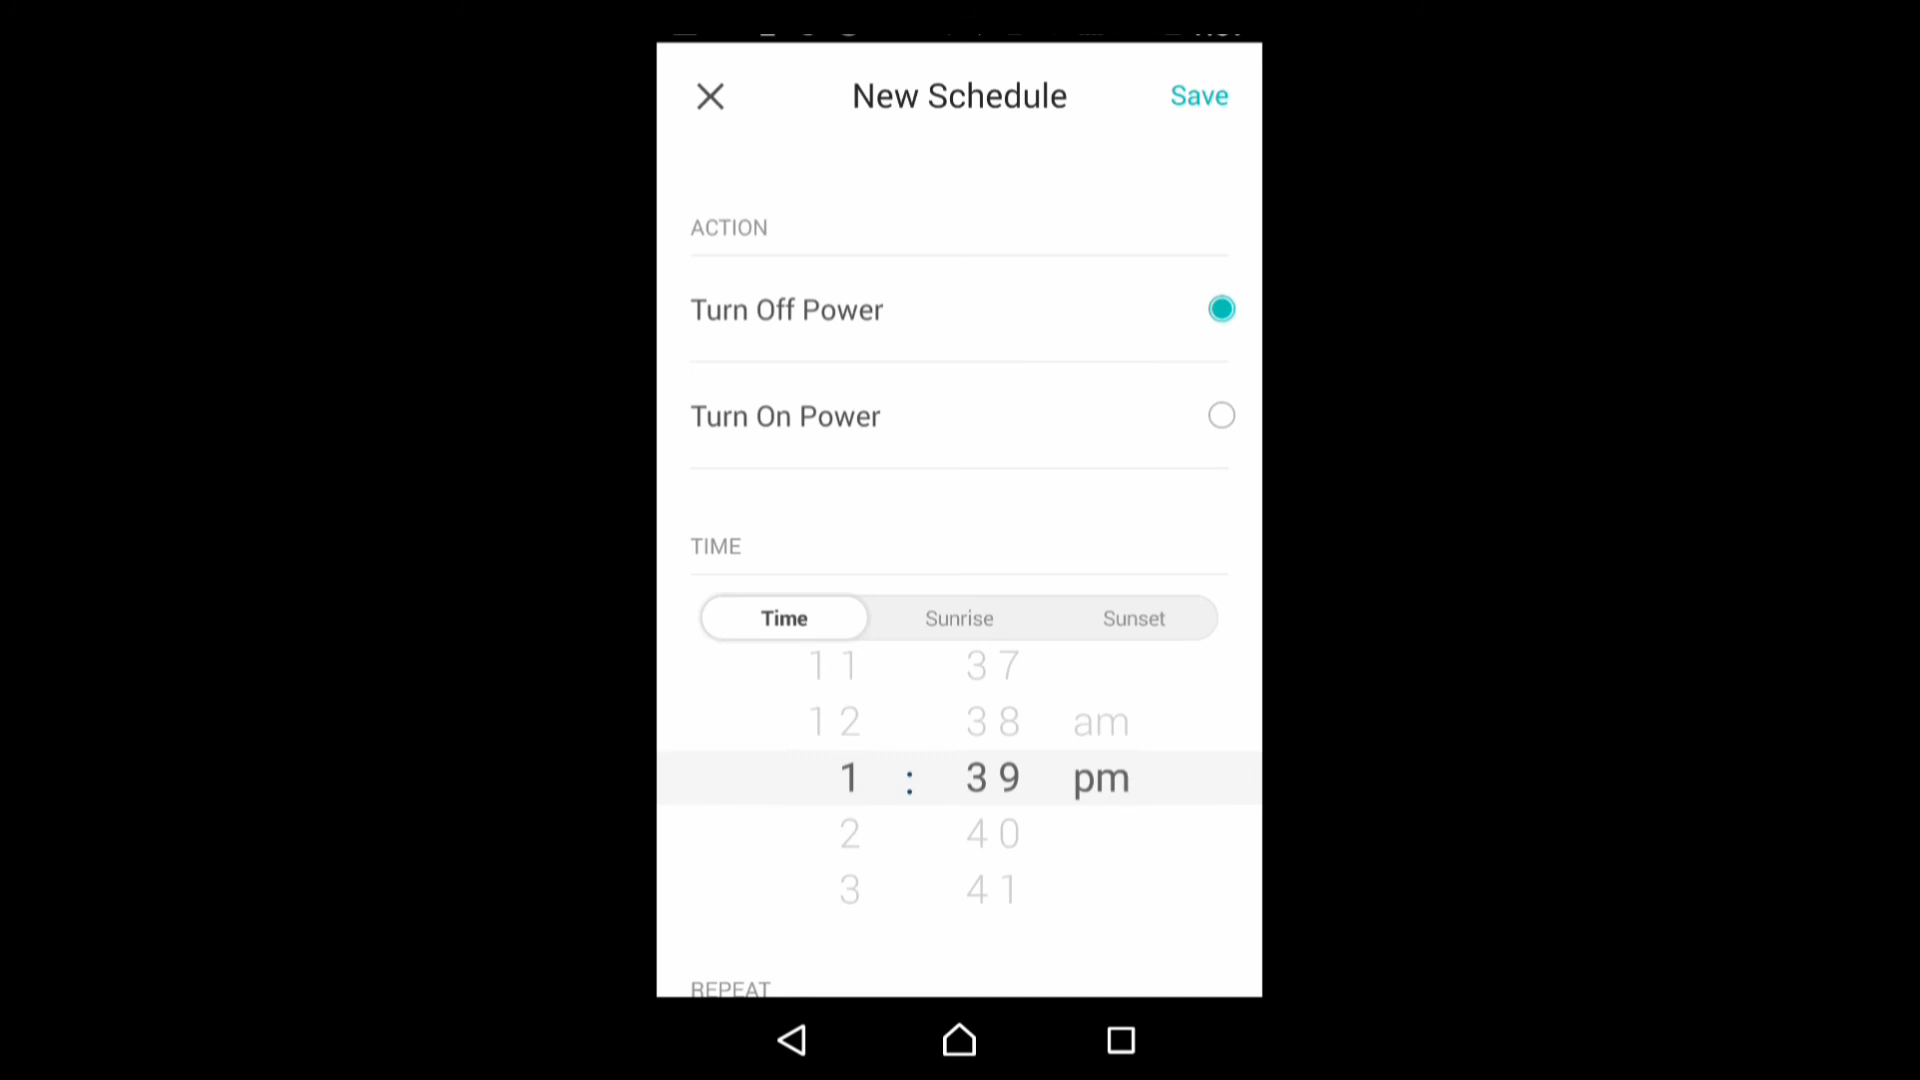 New Schedule Save
ACTION
Turn Off Power
Turn On Power
TIME
Time Sunrise Sunset
11 37
12 38 am
1 : 39 pm
2 40
3 41
REPEAT